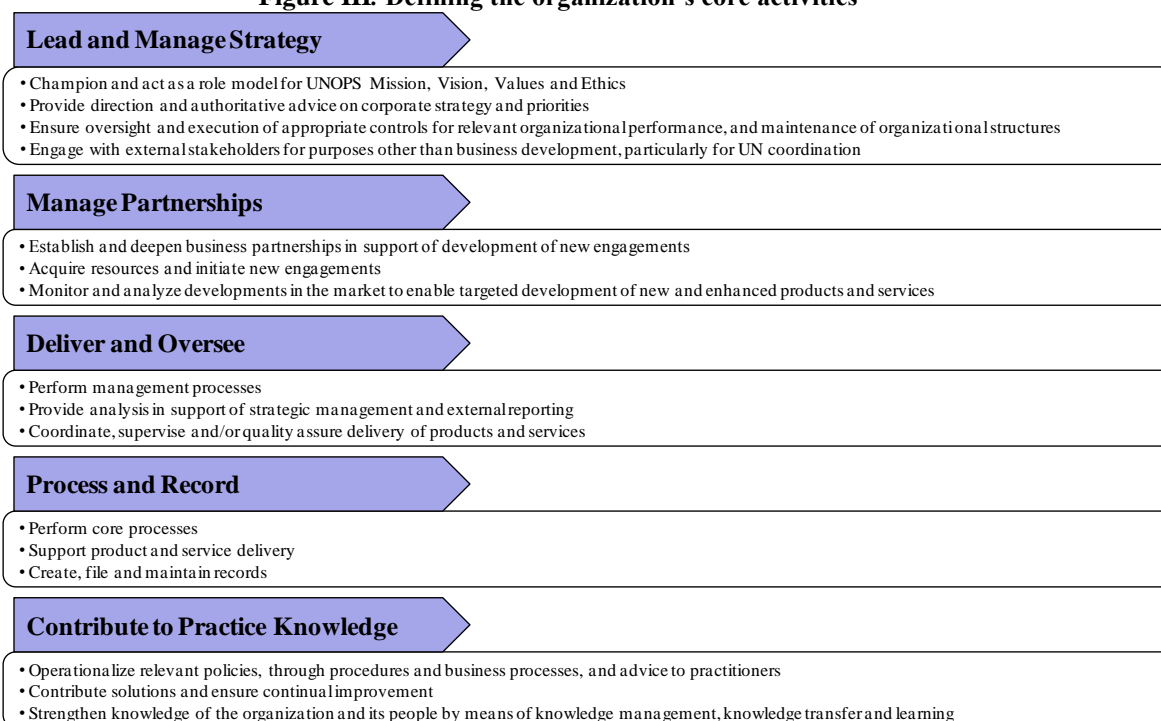 Figure III. Defining the organization's core activities
Lead and Manage Strategy
• Champion and act as a role model for UNOPS Mission, Vision, Values and Ethics
• Provide direction and authoritative advice on corporate strategy and priorities
• Ensure oversight and execution of appropriate controls for relevant organizational performance, and maintenance of organizational structures
• Engage with external stakeholders for purposes other than business development, particularly for UN coordination
Manage Partnerships
• Establish and deepen business partnerships in support of development of new engagements
• Acquire resources and initiate new engagements
• Monitor and analyze developments in the market to enable targeted development of new and enhanced products and services
Deliver and Oversee
• Perform management processes
• Provide analysis in support of strategic management and external reporting
• Coordinate, supervise and/or quality assure delivery of products and services
Process and Record
• Perform core processes
• Support product and service delivery
• Create, file and maintain records
Contribute to Practice Knowledge
• Operationalize relevant policies, through procedures and business processes, and advice to practitioners
• Contribute solutions and ensure continual improvement
• Strengthen knowledge of the organization and its people by means of knowledge management, knowledge transfer and learning